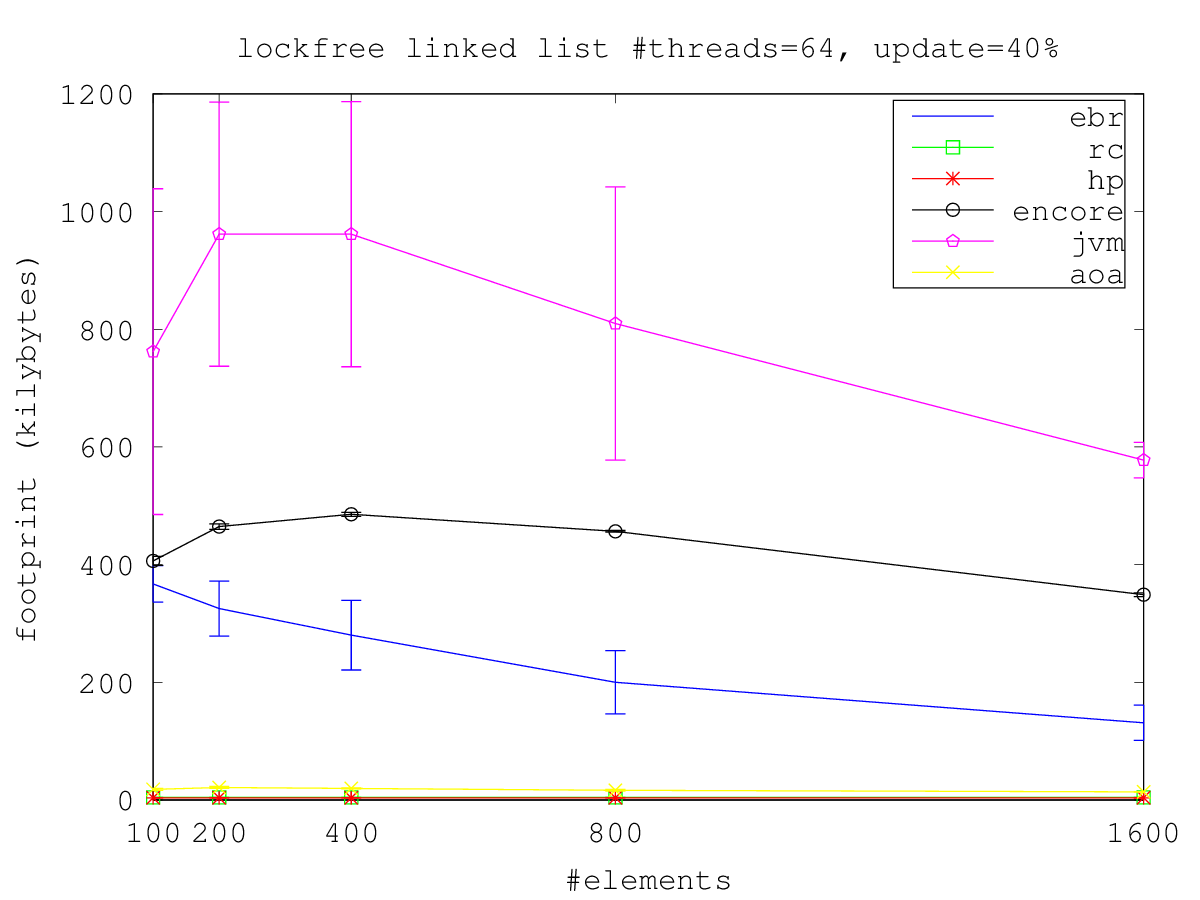 lockfree linked list #threads=64, update=40%
1200
1000
800
600
400
200
0
footprint (kilybytes)
ebr
rc
hp
encore
jvm
aoa
100 200 400 800 1600
#elements